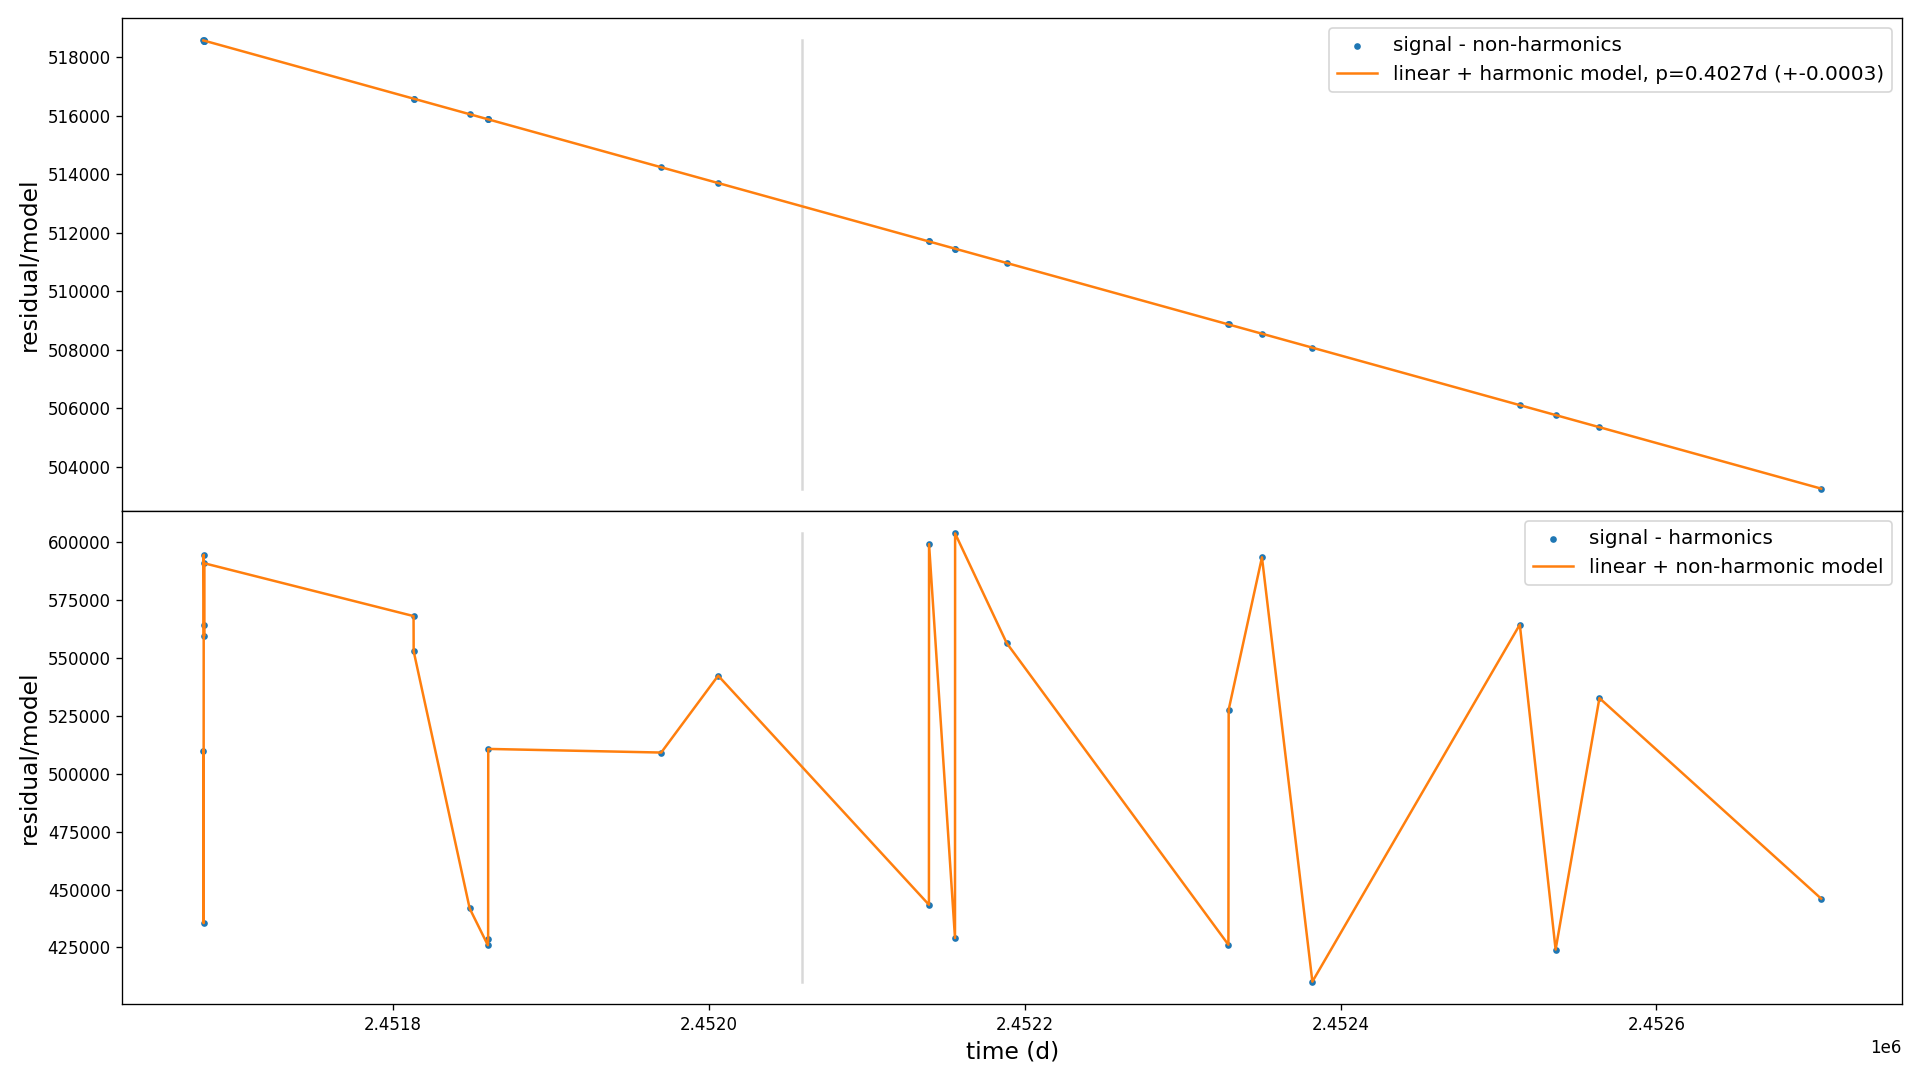 signal - non-harmonics
linear + harmonic model, p=0.4027d (+-0.0003)
518000
516000
514000
512000
510000
508000
506000
504000
residual/model
signal - harmonics
linear + non-harmonic model
600000
575000
550000
525000
500000
475000
450000
425000
residual/model
2.4518 2.4520 2.4522 2.4524 2.4526
1e6
time (d)